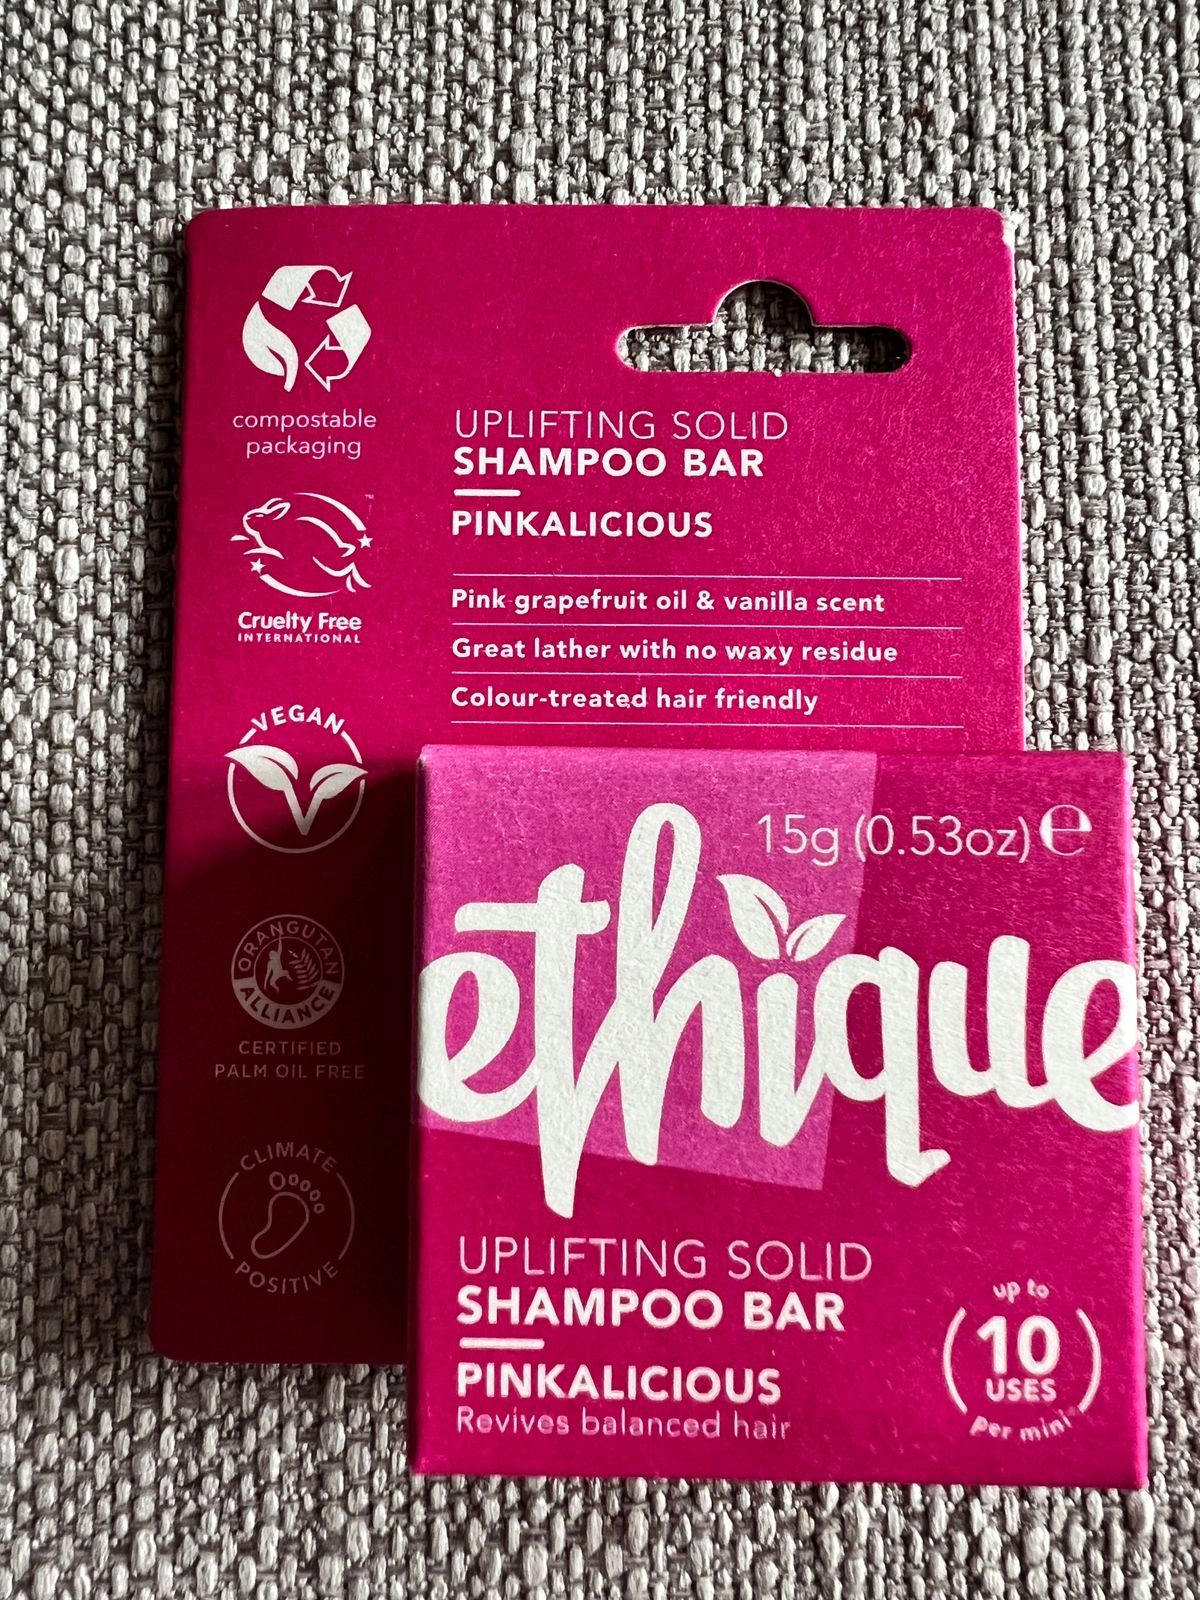 compostable
packaging
Cruelty Free
INTERNATIONAL
VEGAN
ORANGUTAN
ALLIANCE
CERTIFIED
PALM OIL FREE
CLIMATE
POSITIVE
UPLIFTING SOLID
SHAMPOO BAR
PINKALICIOUS
Pink grapefruit oil & vanilla scent
Great lather with no waxy residue
Colour-treated hair friendly
15g (0.53oz) ℮
ethique
UPLIFTING SOLID
SHAMPOO BAR
PINKALICIOUS
Revives balanced hair
up to
10
USES
per mini*